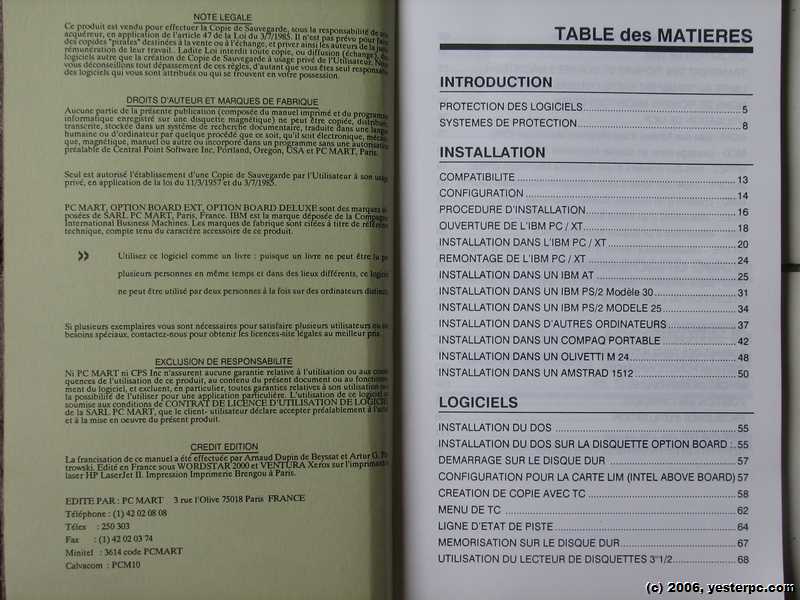 NOTE LEGALE
Ce produit est vendu pour effectuer la Copie de Sauvegarde, sous la responsabilité de
acquéreur, en application de l'article 47 de la Loi du 3/7/1985. Il n'est pas prévu pour faire
des copides "pirates" destinées à la vente ou à l'échange, et privez ainsi les auteurs de la
rémunération de leur travail.. Ladite Loi interdit toute copie, ou diffusion (échange), des
logiciels autre que la création de Copie de Sauvegarde à usage privé de l'Utilisateur. Nous
vous déconseillons tout dépassement de ces règles, d'autant que vous êtes seul responsable
des logiciels qui vous sont attribués ou qui se trouvent en votre possession.
DROITS D'AUTEUR ET MARQUES DE FABRIQUE
Aucune partie de la présente publication (composée du manuel imprimé et du programme
informatique enregistré sur une disquette magnétique) ne peut être copiée, distribuée,
transcrite, stockée dans un système de recherche documentaire, traduite dans une langue
humaine ou d'ordinateur par quelque procédé que ce soit, qu'il soit électronique, mécani-
que, magnétique, manuel ou autre ou incorporé dans un programme sans une autorisation
préalable de Central Point Software Inc, Portland, Oregon, USA et PC MART, Paris.
Seul est autorisé l'établissement d'une Copie de Sauvegarde par l'Utilisateur à son usage
privé, en application de la loi du 11/3/1957 et du 3/7/1985.
PC MART, OPTION BOARD EXT, OPTION BOARD DELUXE sont des marques dé-
posées de SARL PC MART, Paris, France. IBM est la marque déposée de la Compagnie
International Business Machines. Les marques de fabrique sont citées à titre de référence
technique, compte tenu du caractère accessoire de ce produit.
» Utilisez ce logiciel comme un livre : puisque un livre ne peut être lu par
plusieurs personnes en même temps et dans des lieux différents, ce logiciel
ne peut être utilisé par deux personnes à la fois sur des ordinateurs distincts.
Si plusieurs exemplaires vous sont nécessaires pour satisfaire plusieurs utilisateurs ou
besoins spéciaux, contactez-nous pour obtenir les licences-site légales au meilleur prix.
EXCLUSION DE RESPONSABILITE
Ni PC MART ni CPS Inc n'assurent aucune garantie relative à l'utilisation ou aux consé-
quences de l'utilisation de ce produit, au contenu du présent document ou au fonctionne-
ment du logiciel, et excluent, en particulier, toutes garanties relatives à son utilisation ou
la possibilité de l'utiliser pour une application particulière. L'utilisation de ce logiciel
soumise aux conditions de CONTRAT DE LICENCE D'UTILISATION DE LOGICIEL
de la SARL PC MART, que le client- utilisateur déclare accepter préalablement à l'achat
et à la mise en oeuvre du présent produit.
CREDIT EDITION
La francisation de ce manuel a été effectuée par Arnaud Dupin de Beyssat et Artur G.
trowski. Edité en France sous WORDSTAR 2000 et VENTURA Xerox sur l'imprimante
laser HP LaserJet II. Impression Imprimerie Brengou à Paris.
EDITE PAR : PC MART 3 rue l'Olive 75018 Paris FRANCE
Téléphone : (1) 42 02 08 08
Télex : 250 303
Fax : (1) 42 02 03 74
Minitel : 3614 code PCMART
Calvacom : PCM10
TABLE des MATIERES
INTRODUCTION
PROTECTION DES LOGICIELS 5
SYSTEMES DE PROTECTION 8
INSTALLATION
COMPATIBILITE 13
CONFIGURATION 14
PROCEDURE D'INSTALLATION 16
OUVERTURE DE L'IBM PC / XT 18
INSTALLATION DANS L'IBM PC / XT 20
REMONTAGE DE L'IBM PC / XT 24
INSTALLATION DANS UN IBM AT 25
INSTALLATION DANS UN IBM PS/2 Modèle 30 31
INSTALLATION DANS UN IBM PS/2 MODELE 25 34
INSTALLATION DANS D'AUTRES ORDINATEURS 37
INSTALLATION DANS UN COMPAQ PORTABLE 42
INSTALLATION DANS UN OLIVETTI M 24 48
INSTALLATION DANS UN AMSTRAD 1512 50
LOGICIELS
INSTALLATION DU DOS 55
INSTALLATION DU DOS SUR LA DISQUETTE OPTION BOARD :. 55
DEMARRAGE SUR LE DISQUE DUR 57
CONFIGURATION POUR LA CARTE LIM (INTEL ABOVE BOARD) 57
CREATION DE COPIE AVEC TC 58
MENU DE TC 62
LIGNE D'ETAT DE PISTE 64
MEMORISATION SUR LE DISQUE DUR 67
UTILISATION DU LECTEUR DE DISQUETTES 3"1/2 68
(c) 2006, yesterpc.com